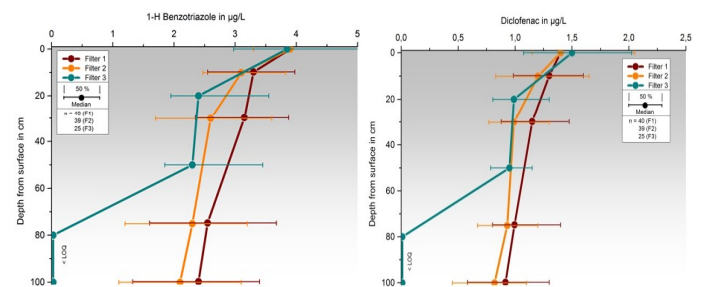 1-H Benzotriazole in µg/L
0 1 2 3 4 5
Depth from surface in cm
0
20
40
60
80
100
Filter 1
Filter 2
Filter 3
50 %
Median
n = 40 (F1)
39 (F2)
25 (F3)
< LOQ
Diclofenac in µg/L
0,0 0,5 1,0 1,5 2,0 2,5
Depth from surface in cm
0
20
40
60
80
100
Filter 1
Filter 2
Filter 3
50 %
Median
n = 40 (F1)
39 (F2)
25 (F3)
< LOQ